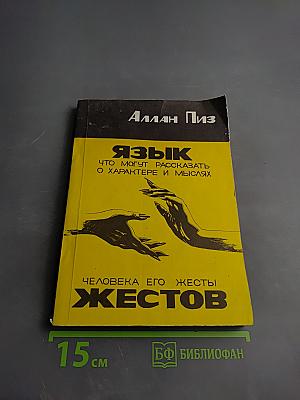 Аллан Пиз
ЯЗЫК
ЧТО МОГУТ РАССКАЗАТЬ
О ХАРАКТЕРЕ И МЫСЛЯХ
ЧЕЛОВЕКА ЕГО ЖЕСТЫ
ЖЕСТОВ
15 см
БФ БИБЛИОФАН